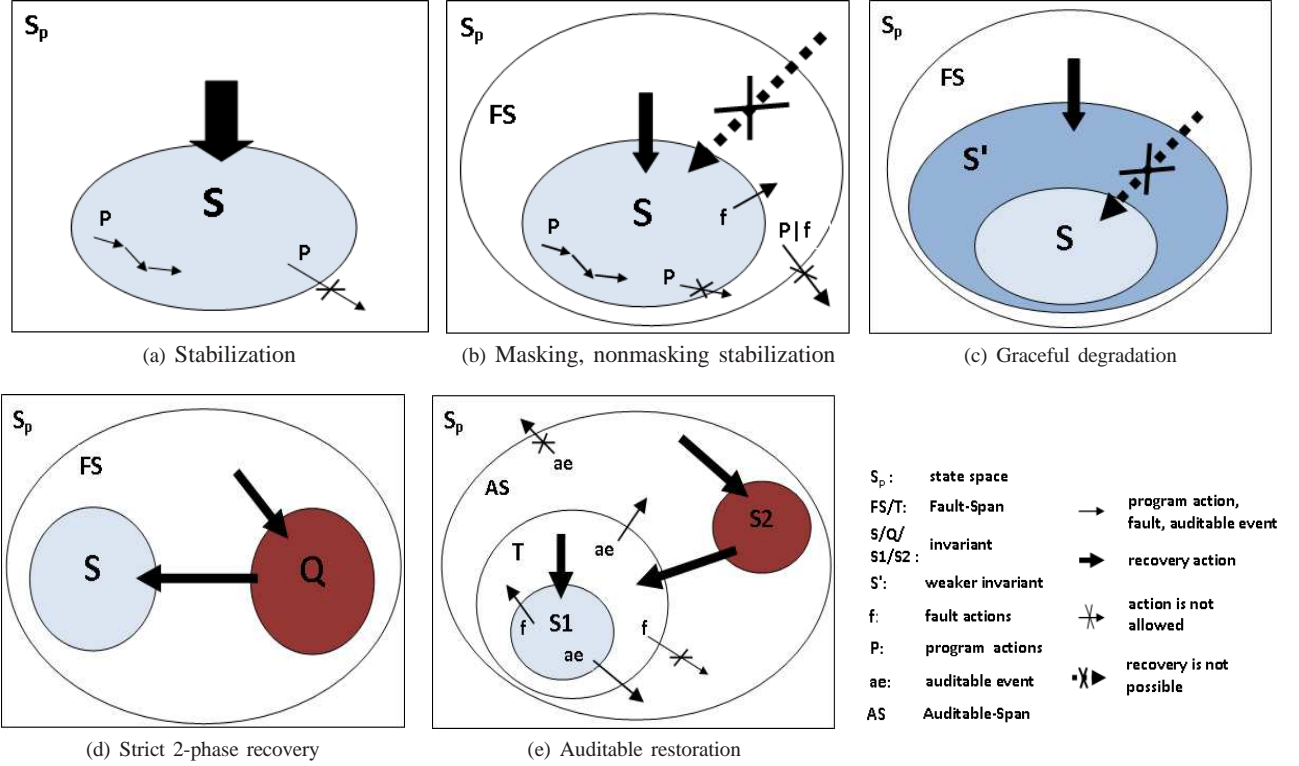 Sp
S
P
P
(a) Stabilization
Sp
FS
S
f
P
P
P|f
(b) Masking, nonmasking stabilization
Sp
FS
S'
S
(c) Graceful degradation
Sp
FS
S
Q
(d) Strict 2-phase recovery
Sp
ae
AS
S2
ae
T
S1
f
f
ae
(e) Auditable restoration
Sp : state space
FS/T: Fault-Span
S/Q/
S1/S2 : invariant
S': weaker invariant
f: fault actions
P: program actions
ae: auditable event
AS Auditable-Span
program action,
fault, auditable event
recovery action
action is not
allowed
recovery is not
possible